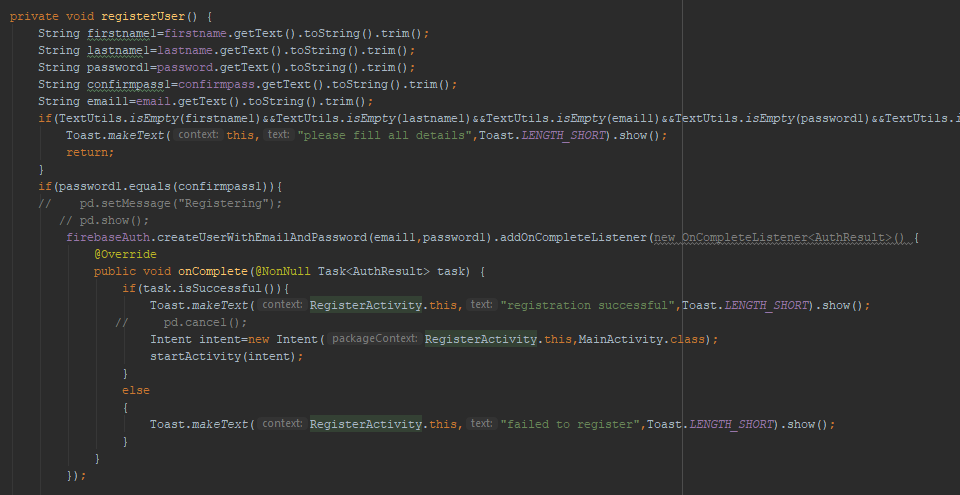 private void registerUser() {
String firstname1=firstname.getText().toString().trim();
String lastname1=lastname.getText().toString().trim();
String password1=password.getText().toString().trim();
String confirmpass1=confirmpass.getText().toString().trim();
String email1=email.getText().toString().trim();
if(TextUtils.isEmpty(firstname1)&&TextUtils.isEmpty(lastname1)&&TextUtils.isEmpty(email1)&&TextUtils.isEmpty(password1)&&TextUtils.i
Toast.makeText( context: this, text: "please fill all details",Toast.LENGTH_SHORT).show();
return;
}
if(password1.equals(confirmpass1)){
// pd.setMessage("Registering");
// pd.show();
firebaseAuth.createUserWithEmailAndPassword(email1,password1).addOnCompleteListener(new OnCompleteListener<AuthResult>() {
@Override
public void onComplete(@NonNull Task<AuthResult> task) {
if(task.isSuccessful()){
Toast.makeText( context: RegisterActivity.this, text: "registration successful",Toast.LENGTH_SHORT).show();
// pd.cancel();
Intent intent=new Intent( packageContext: RegisterActivity.this,MainActivity.class);
startActivity(intent);
}
else
{
Toast.makeText( context: RegisterActivity.this, text: "failed to register",Toast.LENGTH_SHORT).show();
}
}
});